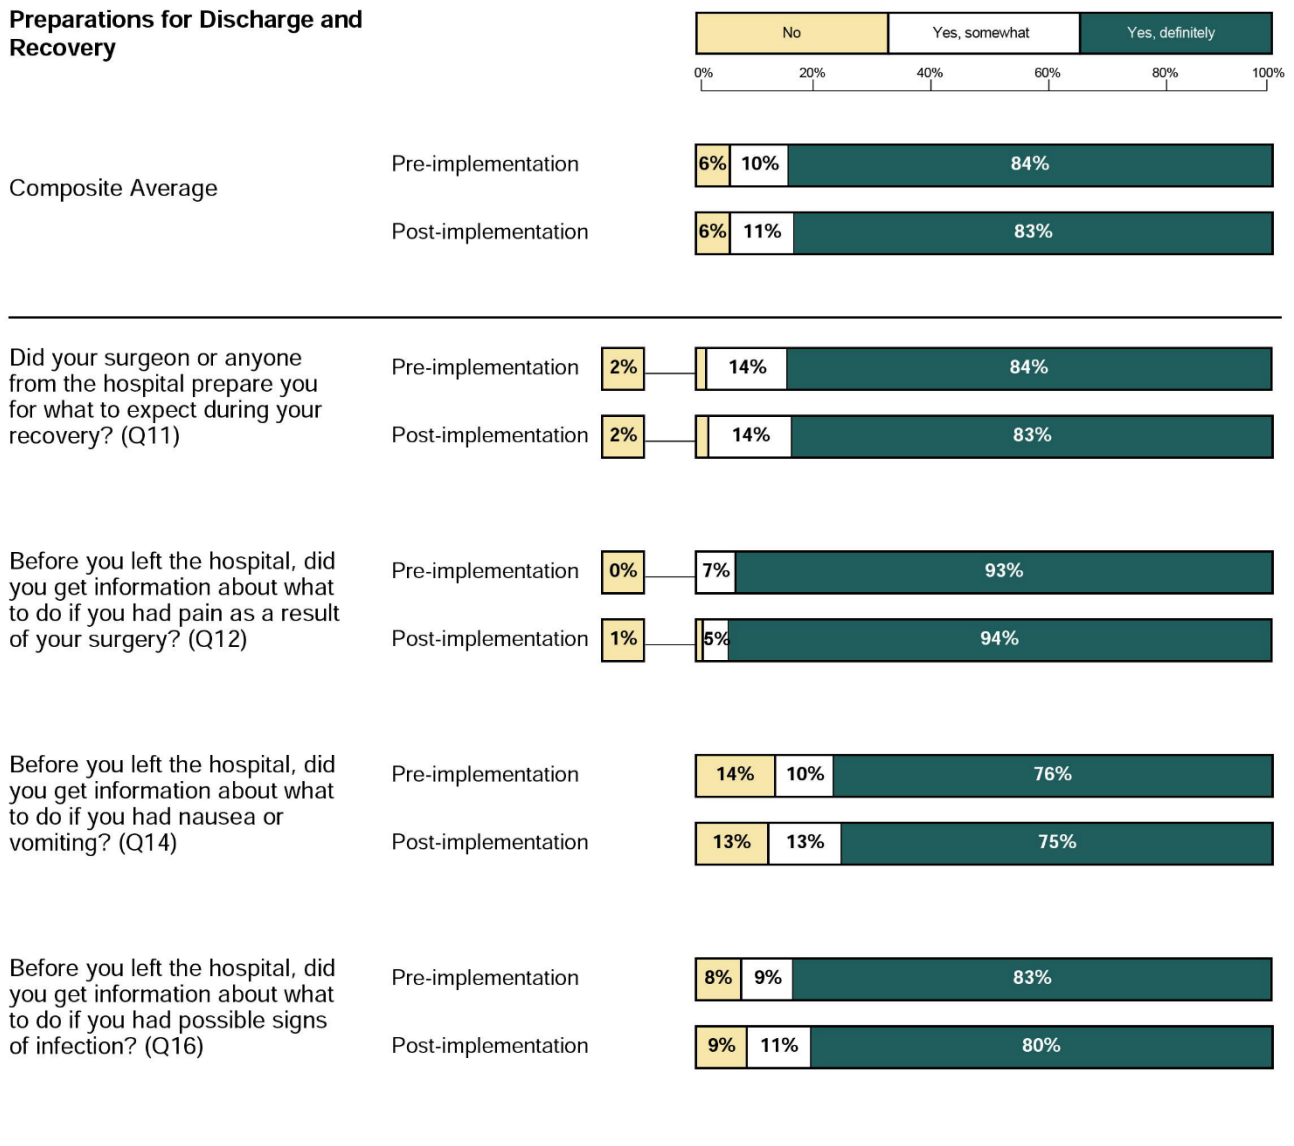 Preparations for Discharge and
Recovery
No Yes, somewhat Yes, definitely
0% 20% 40% 60% 80% 100%
Composite Average
Pre-implementation 6% 10% 84%
Post-implementation 6% 11% 83%
Did your surgeon or anyone
from the hospital prepare you
for what to expect during your
recovery? (Q11)
Pre-implementation 2% 14% 84%
Post-implementation 2% 14% 83%
Before you left the hospital, did
you get information about what
to do if you had pain as a result
of your surgery? (Q12)
Pre-implementation 0% 7% 93%
Post-implementation 1% 5% 94%
Before you left the hospital, did
you get information about what
to do if you had nausea or
vomiting? (Q14)
Pre-implementation 14% 10% 76%
Post-implementation 13% 13% 75%
Before you left the hospital, did
you get information about what
to do if you had possible signs
of infection? (Q16)
Pre-implementation 8% 9% 83%
Post-implementation 9% 11% 80%